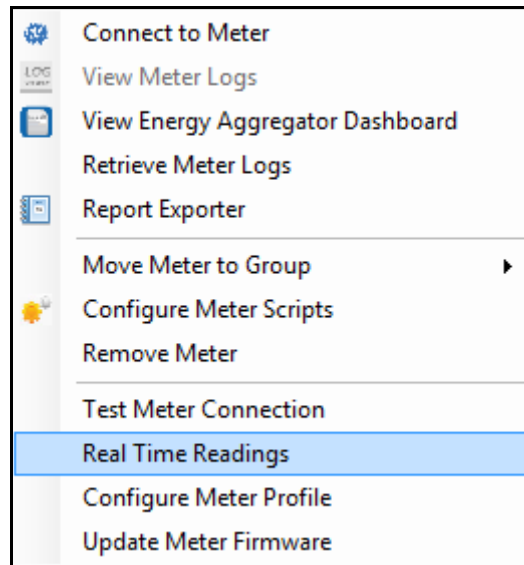 Connect to Meter
LOG
View Meter Logs
View Energy Aggregator Dashboard
Retrieve Meter Logs
Report Exporter
Move Meter to Group
Configure Meter Scripts
Remove Meter
Test Meter Connection
Real Time Readings
Configure Meter Profile
Update Meter Firmware